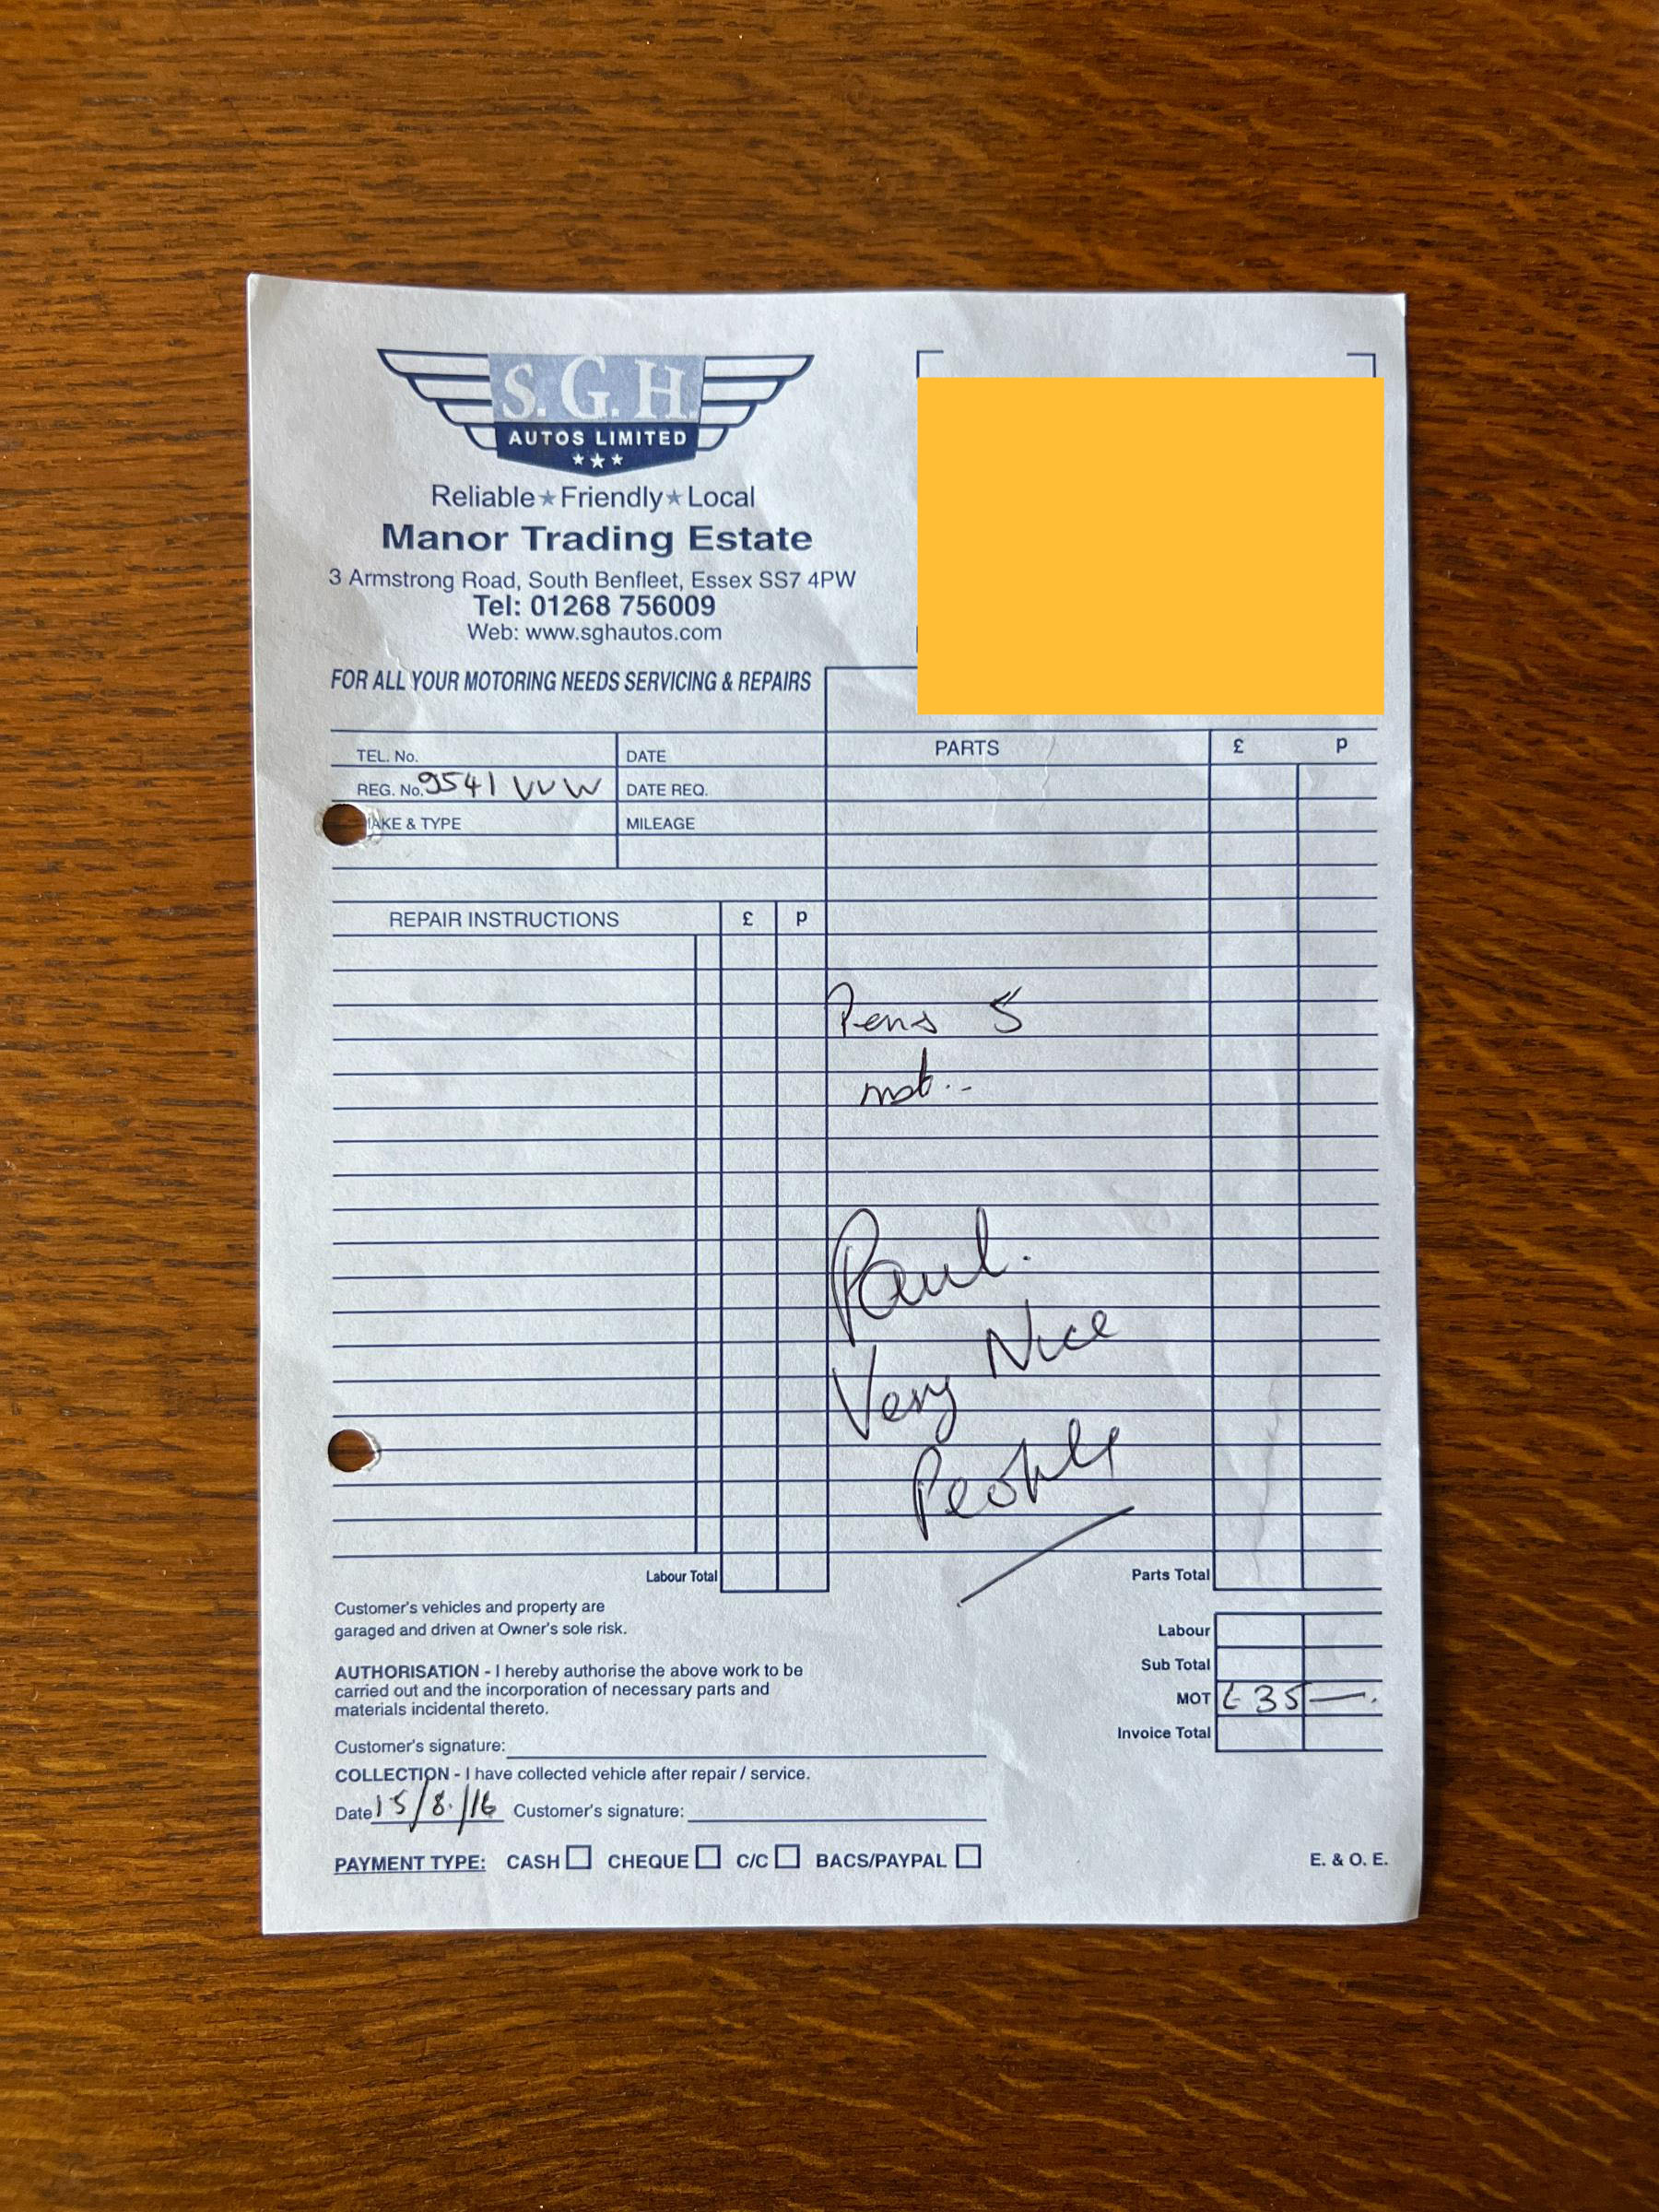 S.G.H.
AUTOS LIMITED
Reliable★Friendly★Local
Manor Trading Estate
3 Armstrong Road, South Benfleet, Essex SS7 4PW
Tel: 01268 756009
Web: www.sghautos.com
FOR ALL YOUR MOTORING NEEDS SERVICING & REPAIRS
TEL. No. DATE
REG. No. 9541 VVW DATE REQ.
MAKE & TYPE MILEAGE
REPAIR INSTRUCTIONS £ p
PARTS £ p
5
mot..
Paul.
Very Nice
People
Labour Total
Parts Total
Customer's vehicles and property are
garaged and driven at Owner's sole risk.
AUTHORISATION - I hereby authorise the above work to be
carried out and the incorporation of necessary parts and
materials incidental thereto.
Customer's signature:
COLLECTION - I have collected vehicle after repair / service.
Date 15/8./16 Customer's signature:
PAYMENT TYPE: CASH CHEQUE C/C BACS/PAYPAL
Labour
Sub Total
MOT £35 —.
Invoice Total
E. & O. E.